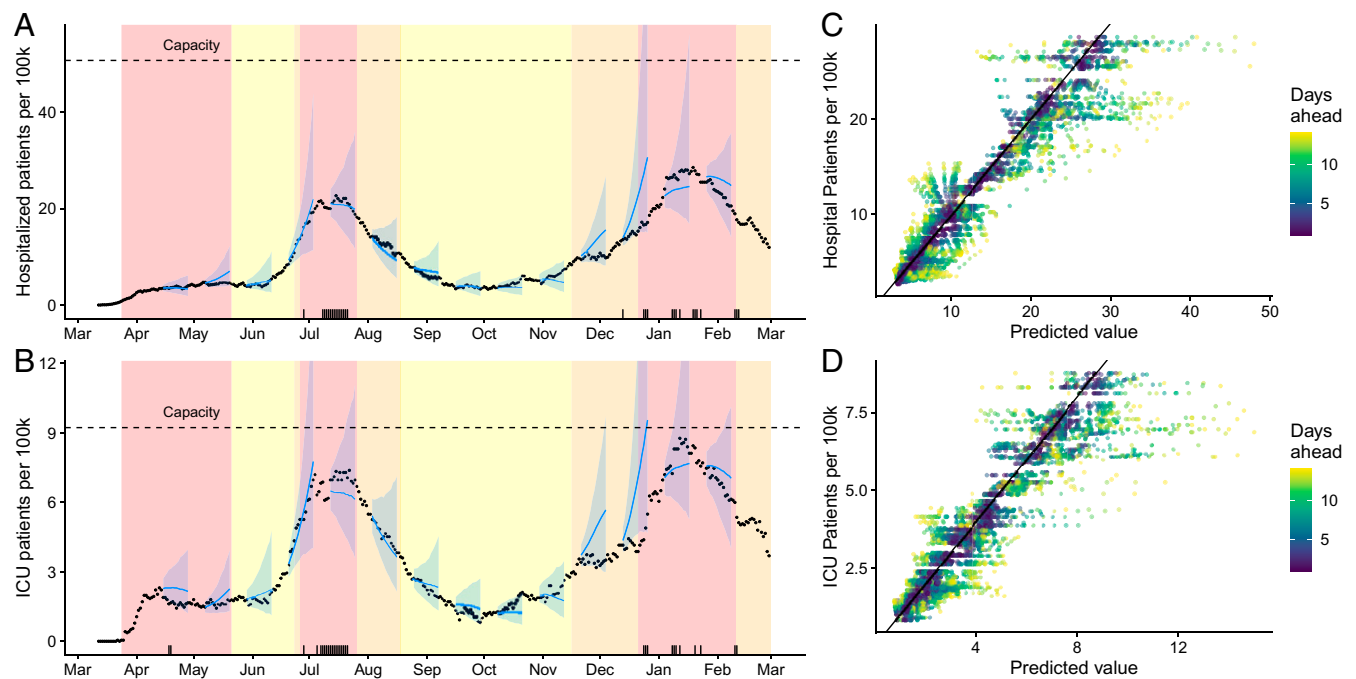 A
Hospitalized patients per 100k
Capacity
40
20
0
Mar Apr May Jun Jul Aug Sep Oct Nov Dec Jan Feb Mar
B
ICU patients per 100k
Capacity
12
9
6
3
0
Mar Apr May Jun Jul Aug Sep Oct Nov Dec Jan Feb Mar
C
Hospital Patients per 100k
20
10
10 20 30 40 50
Predicted value
Days
ahead
10
5
D
ICU Patients per 100k
7.5
5.0
2.5
4 8 12
Predicted value
Days
ahead
10
5